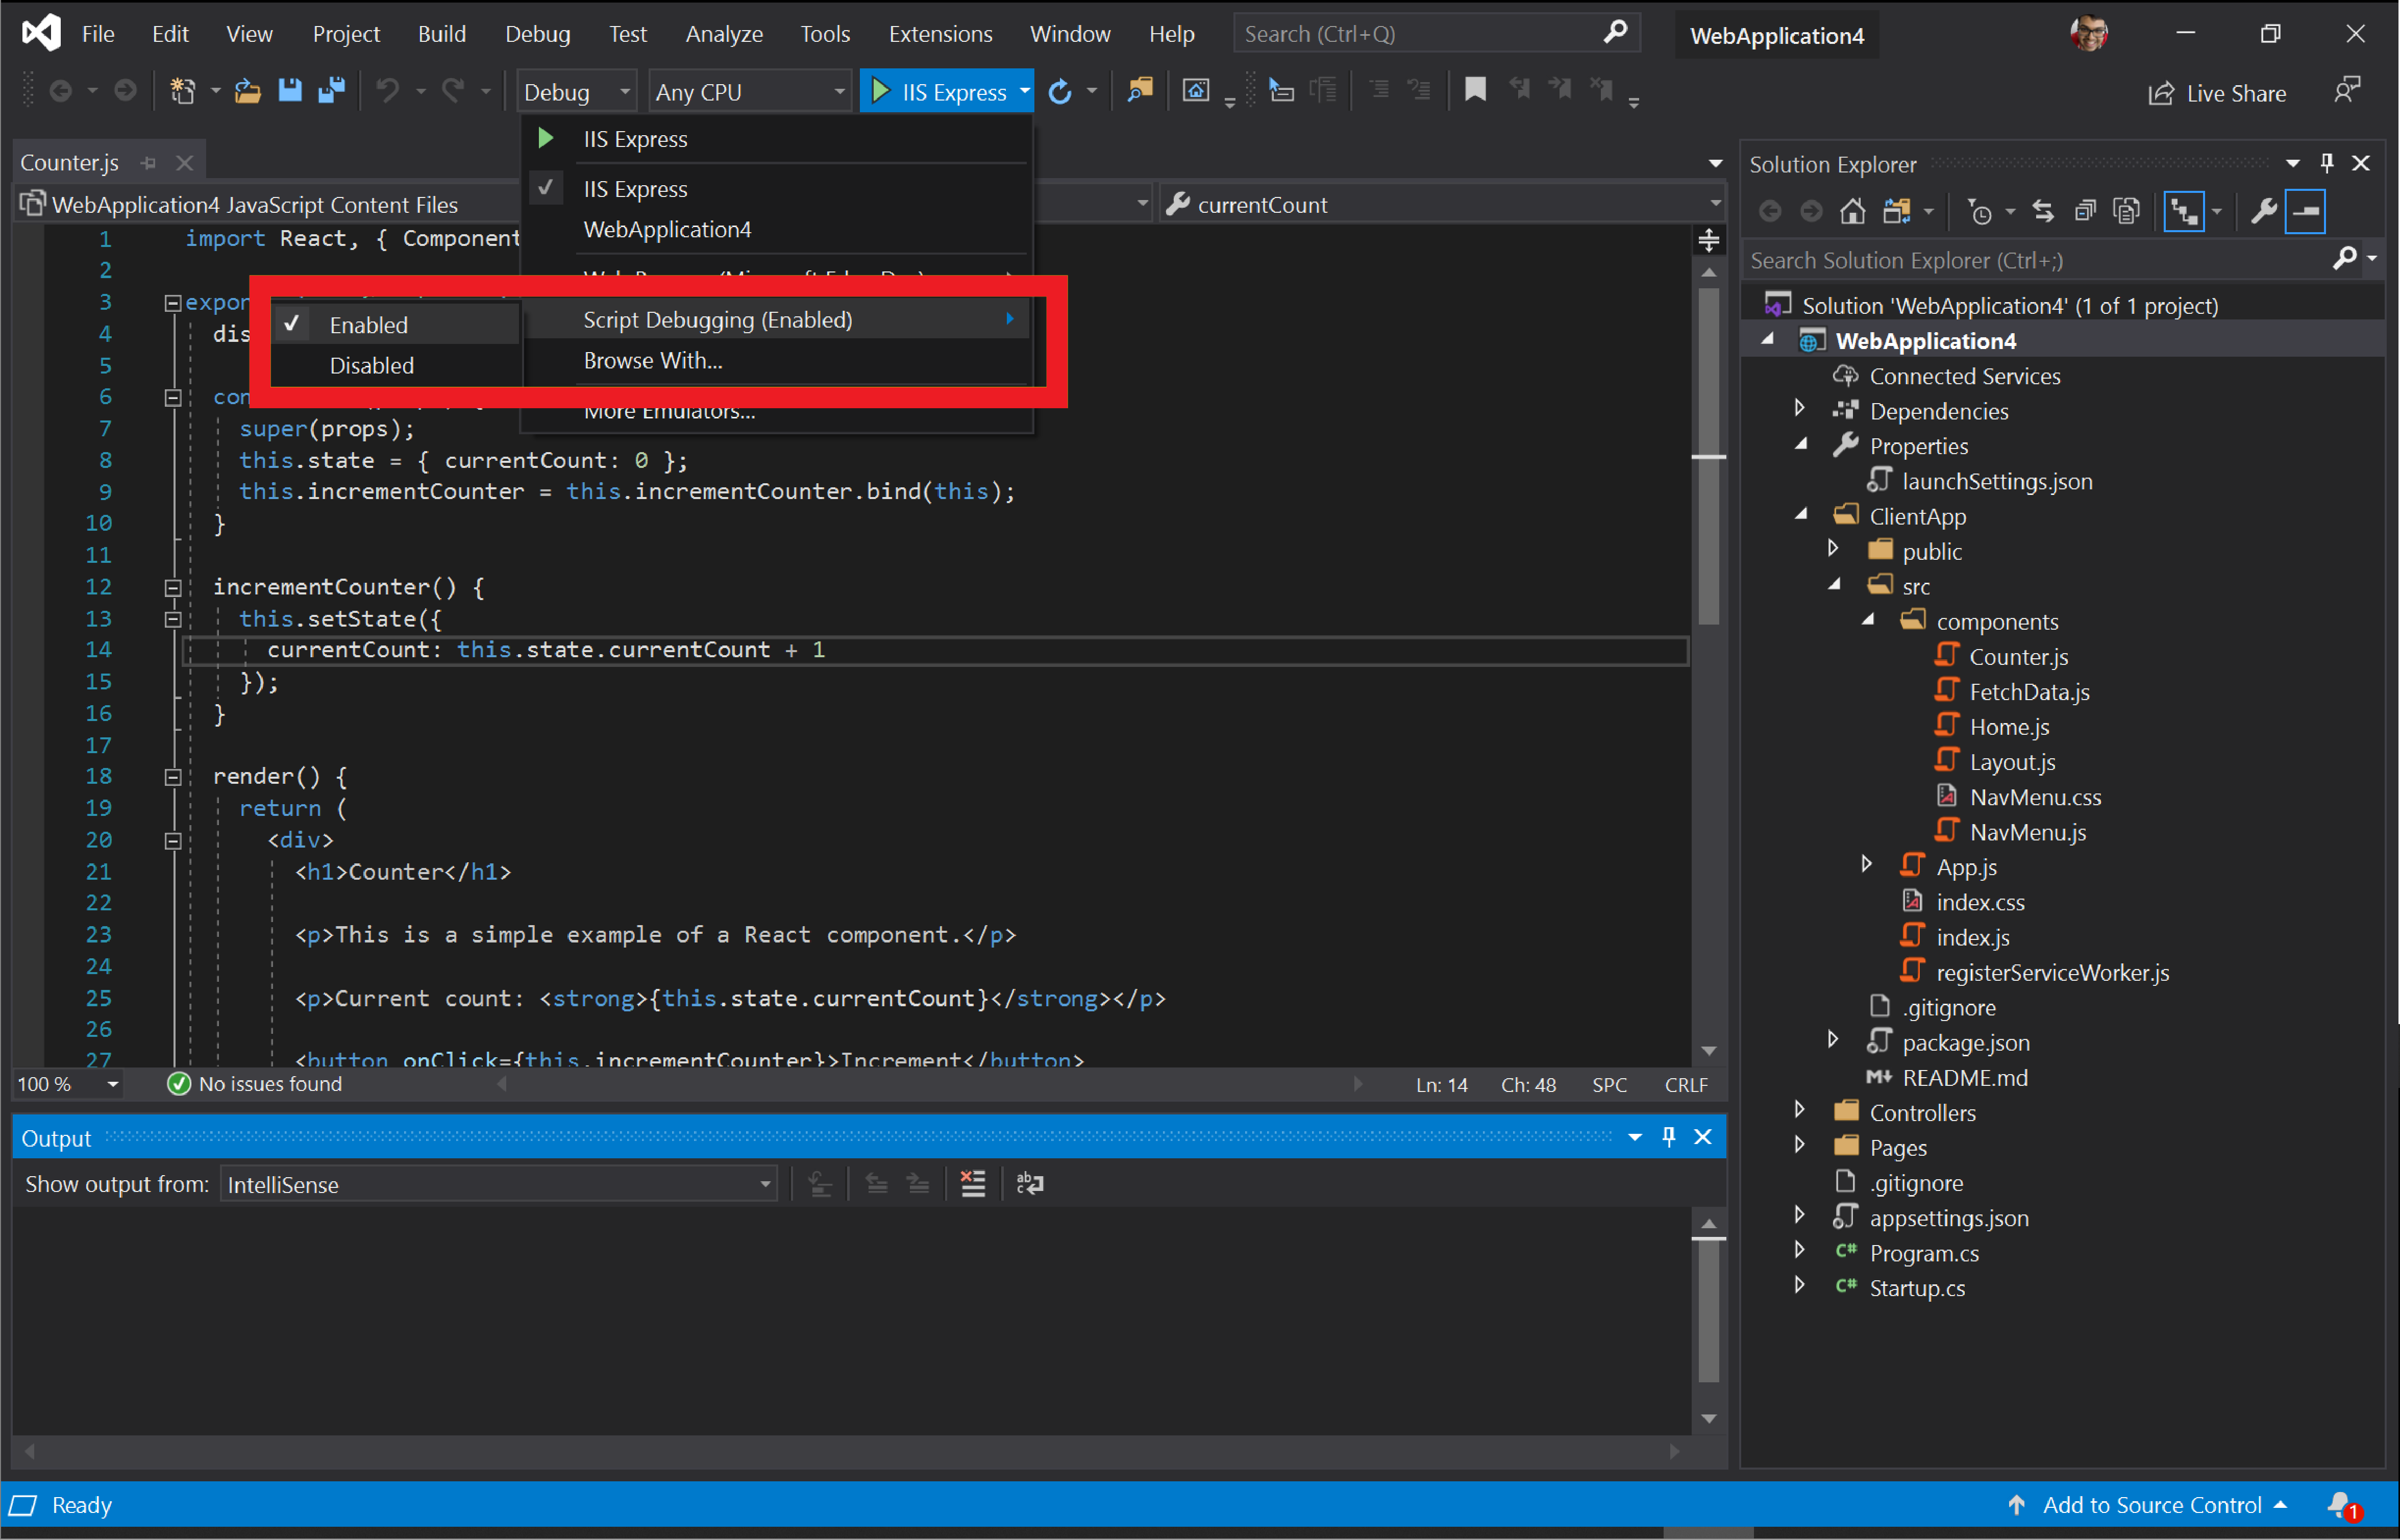 File Edit View Project Build Debug Test Analyze Tools Extensions Window Help Search (Ctrl+Q) WebApplication4
Debug Any CPU IIS Express Live Share
IIS Express
IIS Express
WebApplication4
Script Debugging (Enabled)
Browse With...
More Emulators...
Enabled
Disabled
Counter.js
WebApplication4 JavaScript Content Files currentCount
1 import React, { Component
2
3 expor
4 dis
5
6 con
7 super(props);
8 this.state = { currentCount: 0 };
9 this.incrementCounter = this.incrementCounter.bind(this);
10 }
11
12 incrementCounter() {
13 this.setState({
14 currentCount: this.state.currentCount + 1
15 });
16 }
17
18 render() {
19 return (
20 <div>
21 <h1>Counter</h1>
22
23 <p>This is a simple example of a React component.</p>
24
25 <p>Current count: <strong>{this.state.currentCount}</strong></p>
26
27 <button onClick={this.incrementCounter}>Increment</button>
100 % No issues found Ln: 14 Ch: 48 SPC CRLF
Output
Show output from: IntelliSense
Solution Explorer
Search Solution Explorer (Ctrl+;)
Solution 'WebApplication4' (1 of 1 project)
WebApplication4
Connected Services
Dependencies
Properties
launchSettings.json
ClientApp
public
src
components
Counter.js
FetchData.js
Home.js
Layout.js
NavMenu.css
NavMenu.js
App.js
index.css
index.js
registerServiceWorker.js
.gitignore
package.json
README.md
Controllers
Pages
.gitignore
appsettings.json
C# Program.cs
C# Startup.cs
Ready Add to Source Control 1